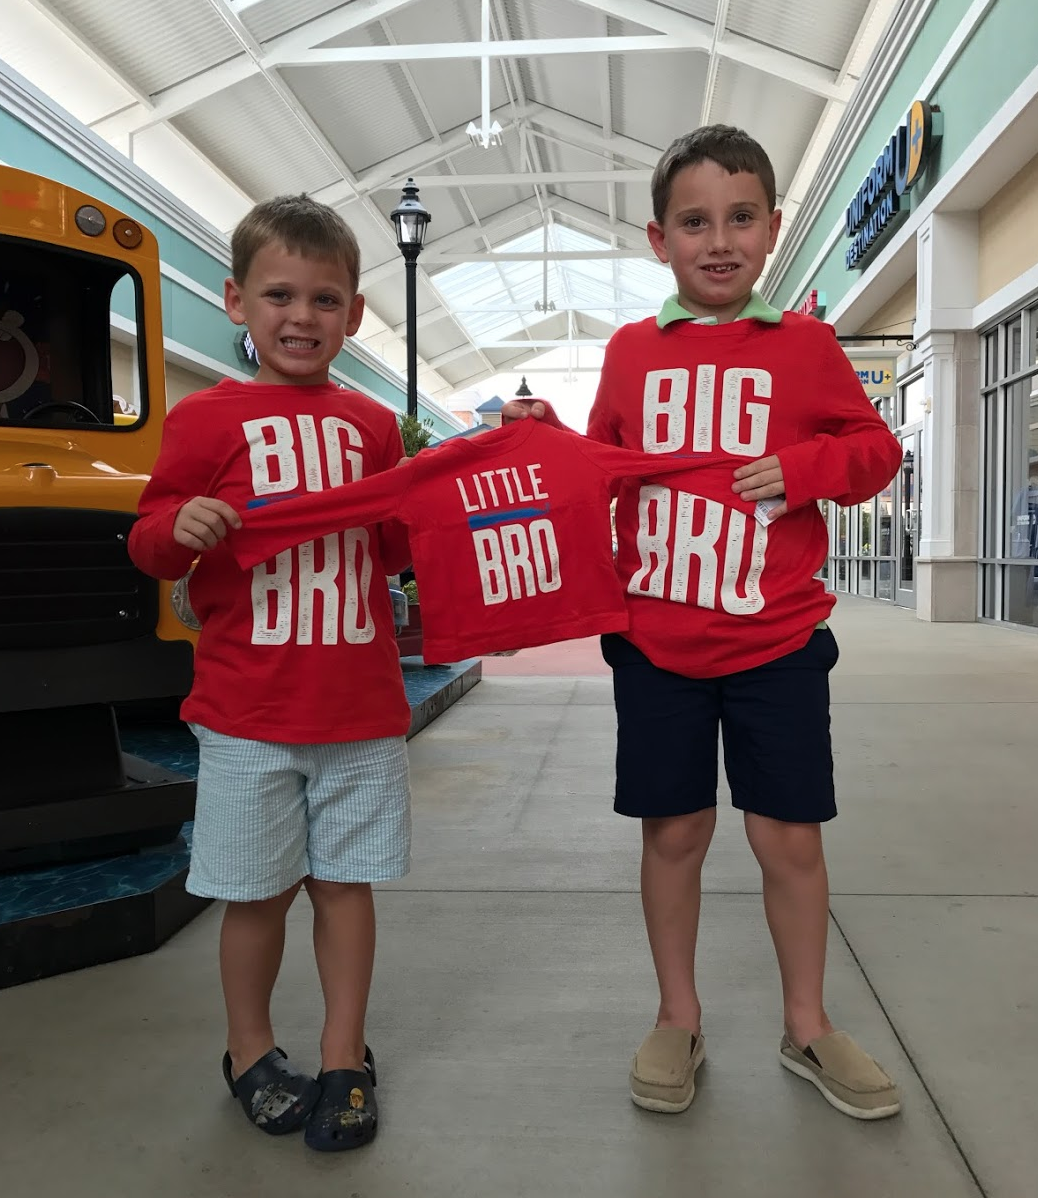 BIG
BRO
LITTLE
BRO
BIG
BRO
UNIFORM
DESTINATION
U+
U+